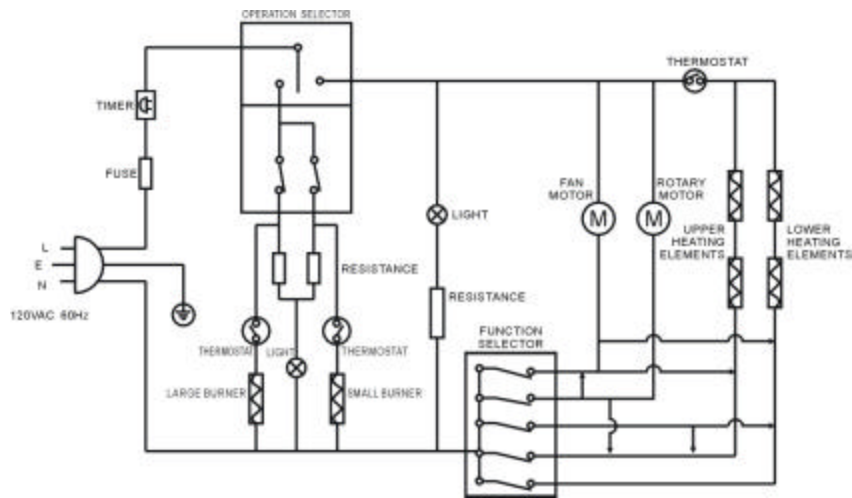 OPERATION SELECTOR
THERMOSTAT
TIMER
FUSE
FAN
MOTOR
ROTARY
MOTOR
M
M
LIGHT
UPPER
HEATING
ELEMENTS
LOWER
HEATING
ELEMENTS
L
E
N
120VAC 60Hz
RESISTANCE
RESISTANCE
FUNCTION
SELECTOR
THERMOSTAT
LIGHT
THERMOSTAT
LARGE BURNER
SMALL BURNER